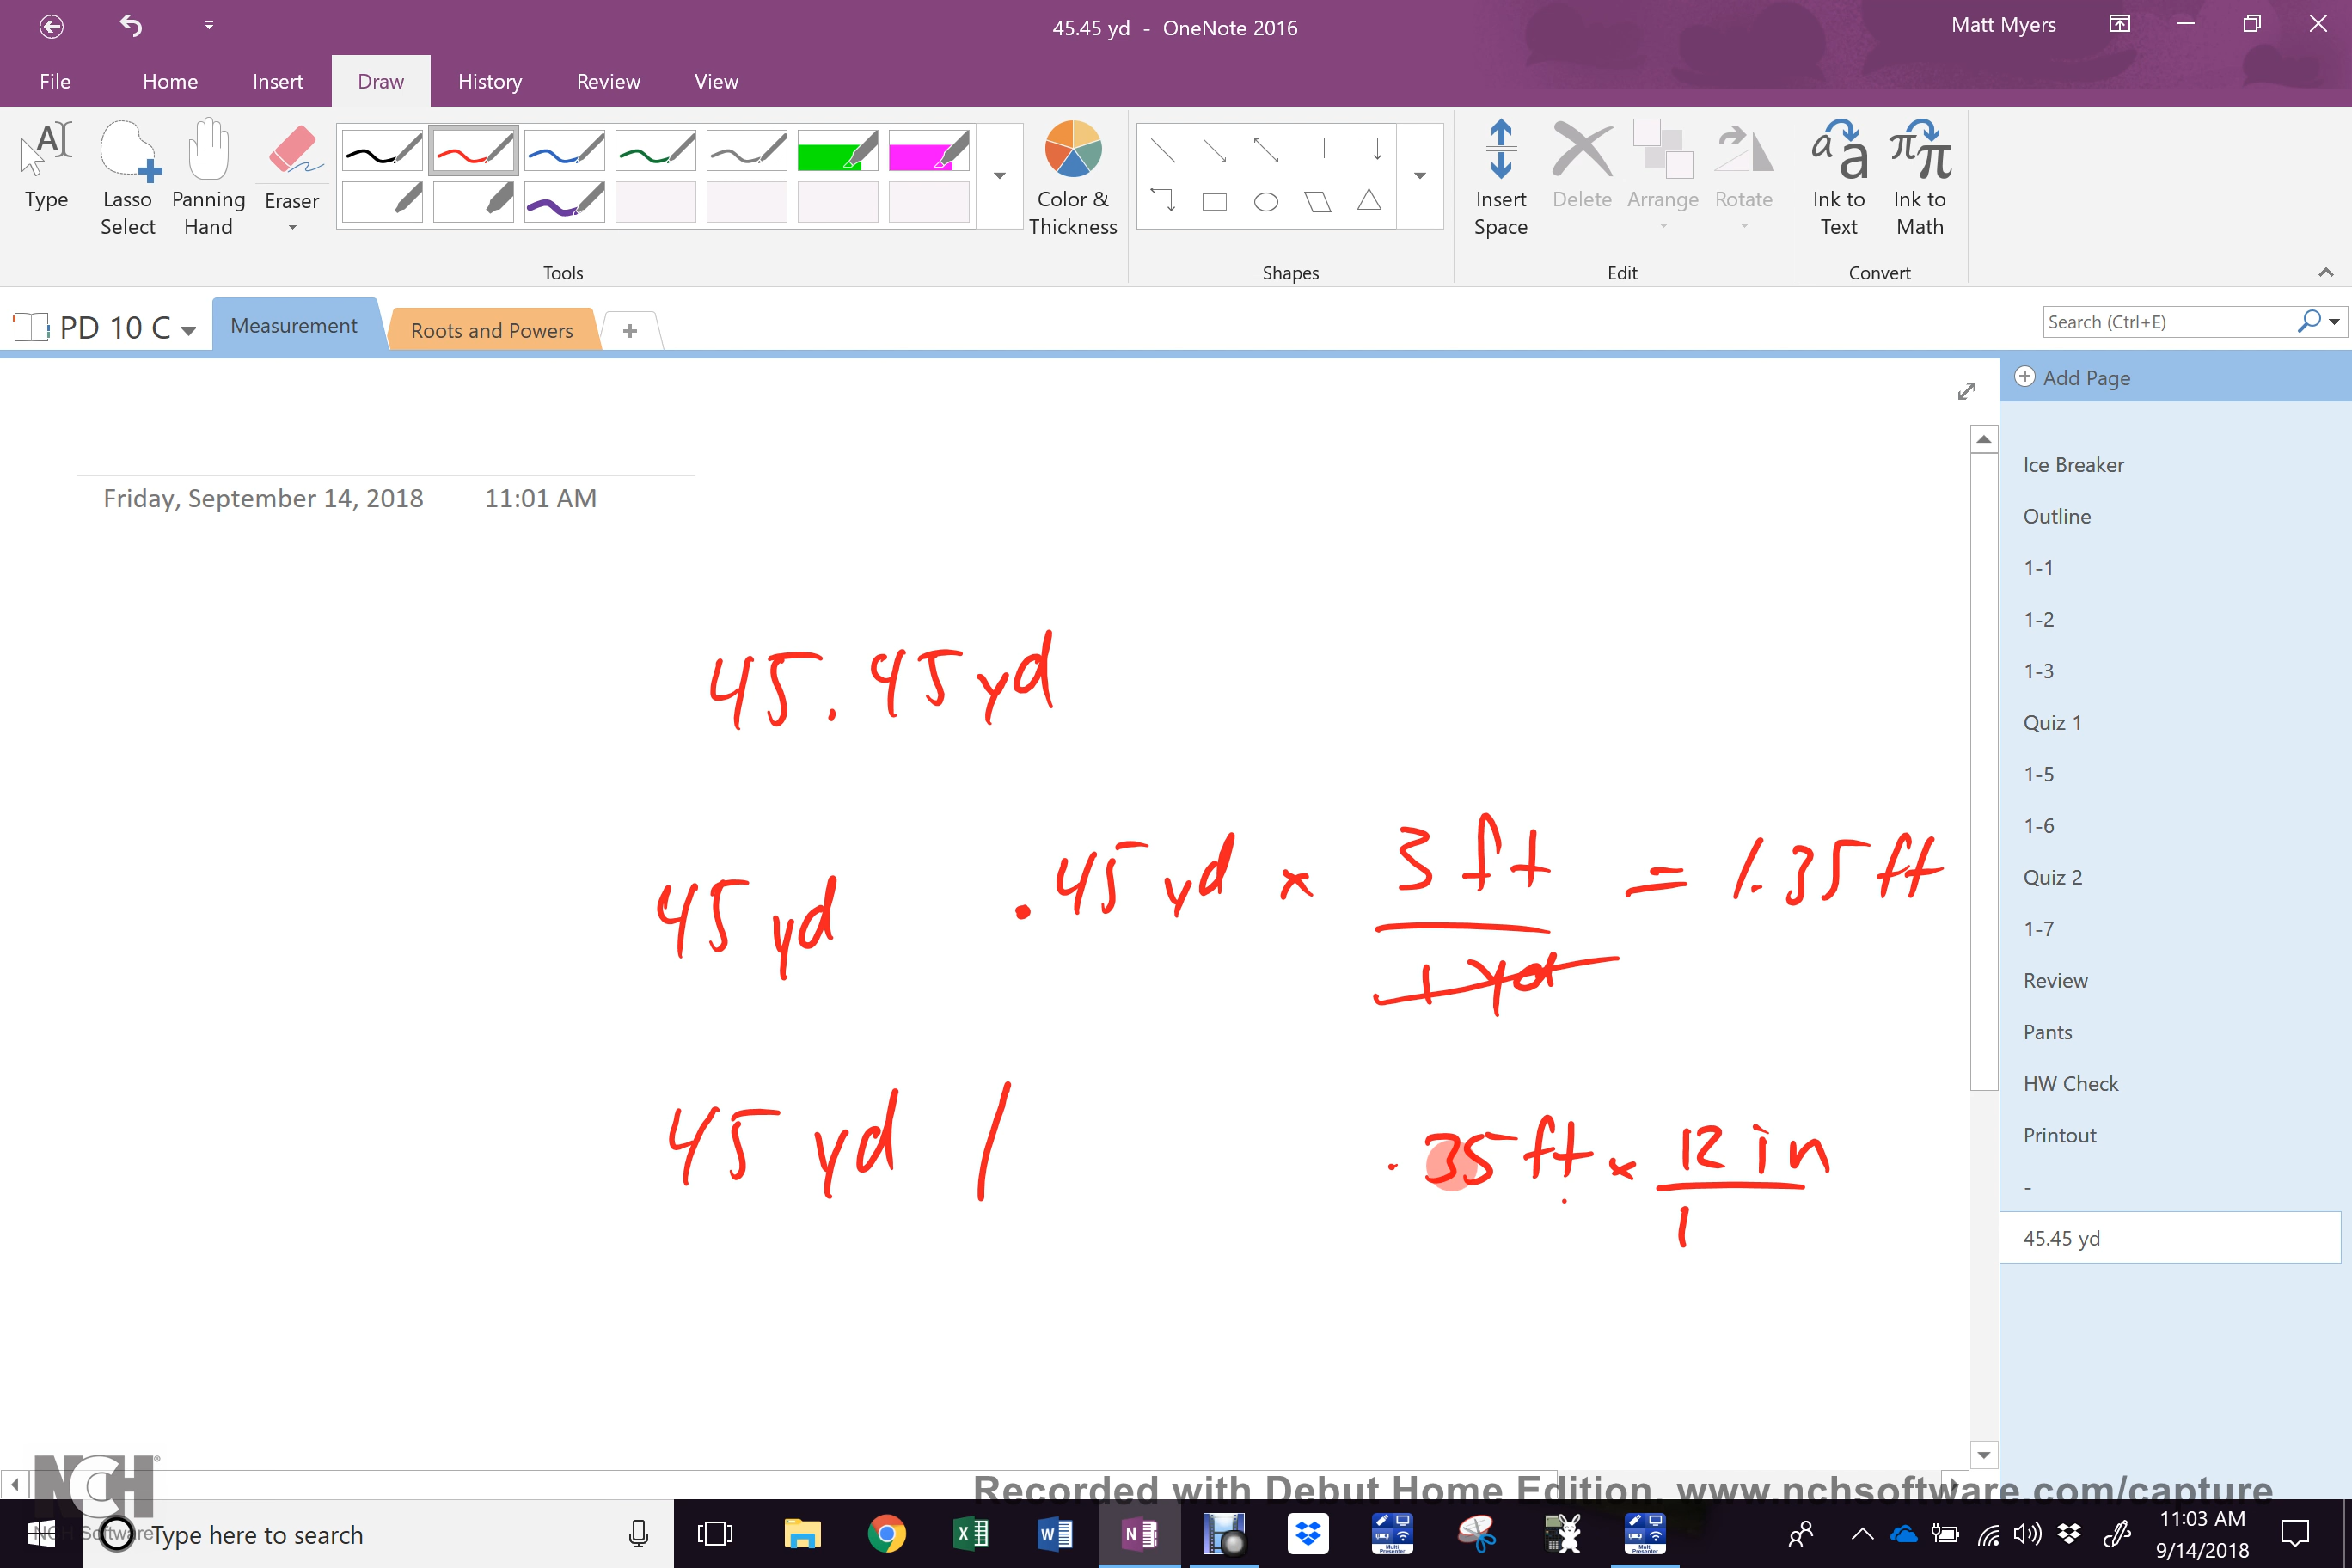 45.45 yd - OneNote 2016
Matt Myers
File Home Insert Draw History Review View
Type
Lasso Select
Panning Hand
Eraser
Color & Thickness
Insert Space
Delete
Arrange
Rotate
Ink to Text
Ink to Math
Tools
Shapes
Edit
Convert
PD 10 C
Measurement
Roots and Powers
Search (Ctrl+E)
Add Page
Friday, September 14, 2018 11:01 AM
45.45 yd
45 yd .45 yd × 3 ft / 1 yd = 1.35 ft
45 yd 1 .35 ft × 12 in / 1
Ice Breaker
Outline
1-1
1-2
1-3
Quiz 1
1-5
1-6
Quiz 2
1-7
Review
Pants
HW Check
Printout
-
45.45 yd
NCH®
NCH Software
Recorded with Debut Home Edition. www.nchsoftware.com/capture
Type here to search
11:03 AM
9/14/2018